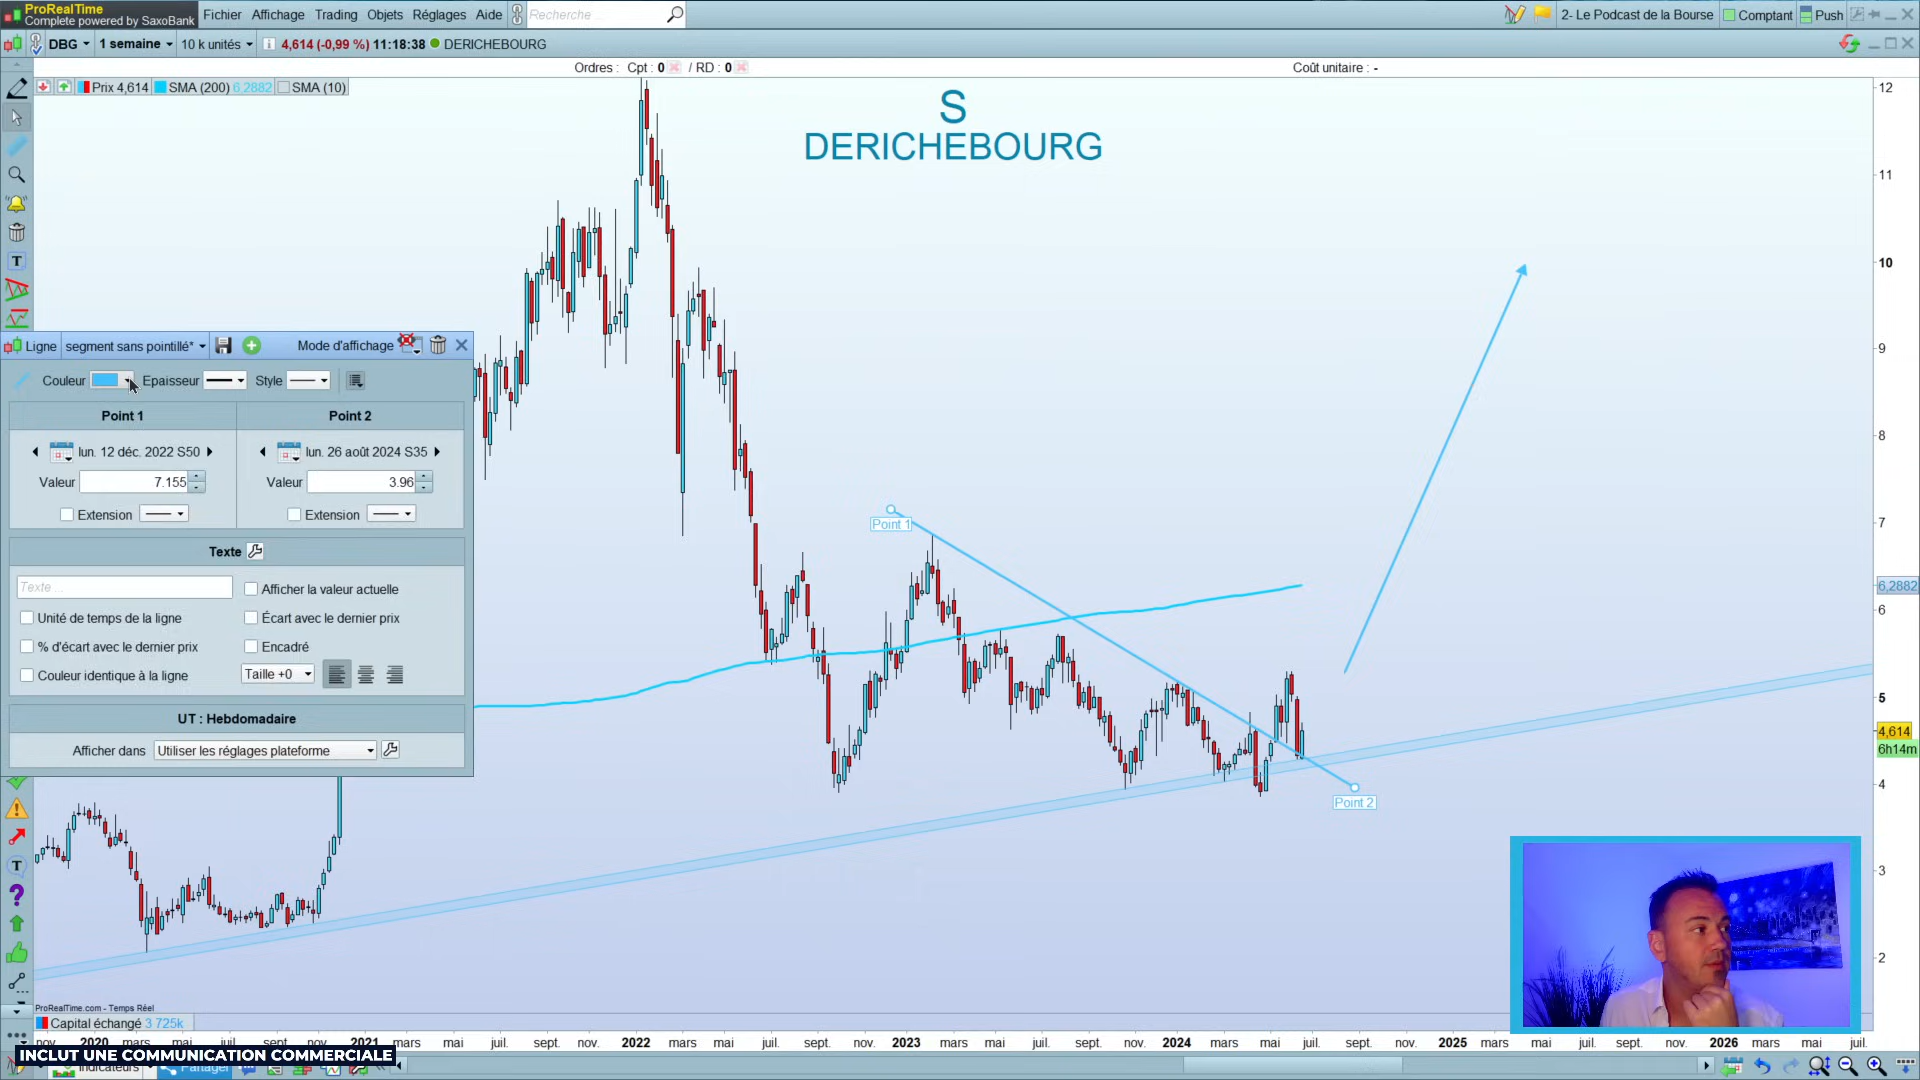 ProRealTime
Complete powered by SaxoBank
Fichier Affichage Trading Objets Réglages Aide
Recherche ...
2- Le Podcast de la Bourse Comptant Push
DBG 1 semaine 10 k unités 4,614 (-0,99 %) 11:18:38 DERICHEBOURG
Ordres : Cpt : 0 / RD : 0 Coût unitaire : -
Prix 4,614 SMA (200) 6,2882 SMA (10)
S
DERICHEBOURG
12
11
10
9
8
7
6,2882
6
5
4,614
6h14m
4
3
2
Ligne segment sans pointillé* Mode d'affichage
Couleur Epaisseur Style
Point 1 Point 2
lun. 12 déc. 2022 S50 lun. 26 août 2024 S35
Valeur 7.155 Valeur 3.96
Extension Extension
Texte
Texte ... Afficher la valeur actuelle
Unité de temps de la ligne Écart avec le dernier prix
% d'écart avec le dernier prix Encadré
Couleur identique à la ligne Taille +0
UT : Hebdomadaire
Afficher dans Utiliser les réglages plateforme
Point 1
Point 2
ProRealTime.com - Temps Réel
Capital échangé 3 725k
nov. 2020 mars mai juil. sept. nov. 2021 mars mai juil. sept. nov. 2022 mars mai juil. sept. nov. 2023 mars mai juil. sept. nov. 2024 mars mai juil. sept. nov. 2025 mars mai juil. sept. nov. 2026 mars mai juil.
INCLUT UNE COMMUNICATION COMMERCIALE
Indicateurs Partager